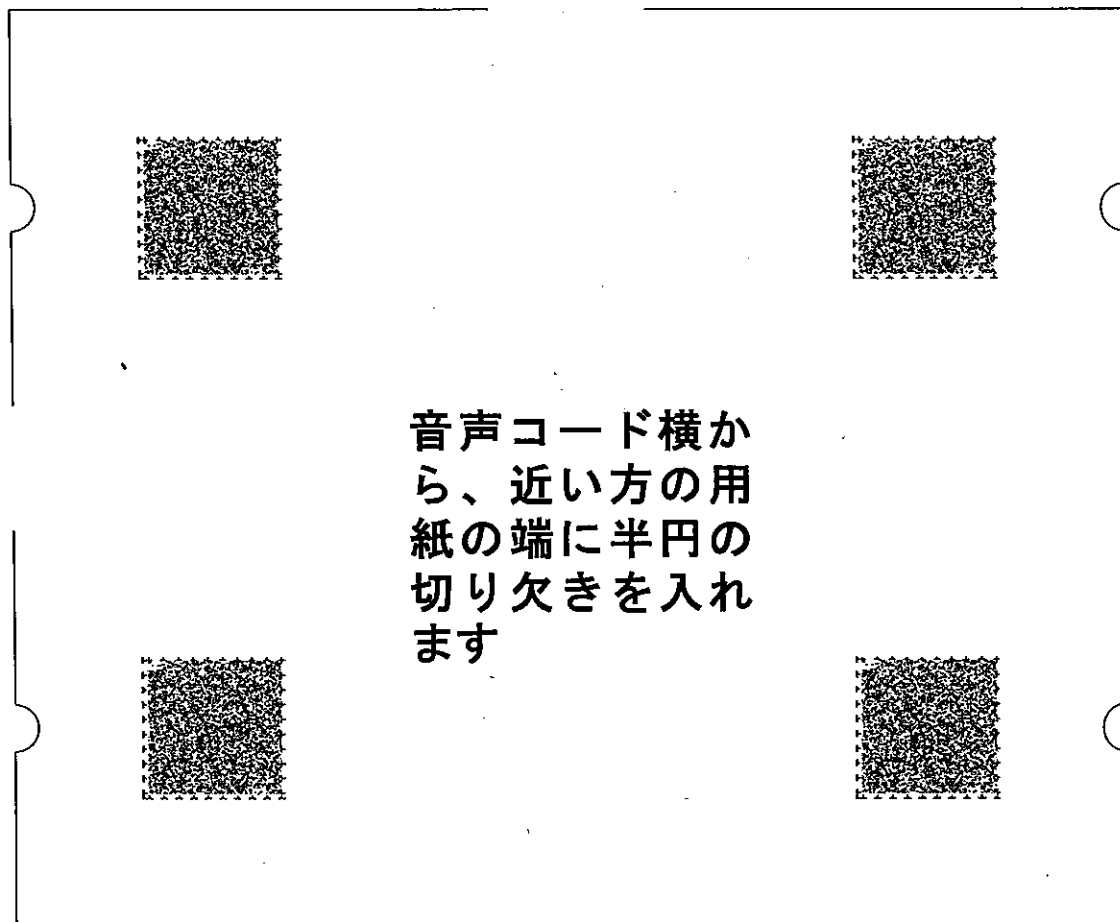 音声コード横か
ら、近い方の用
紙の端に半円の
切り欠きを入れ
ます